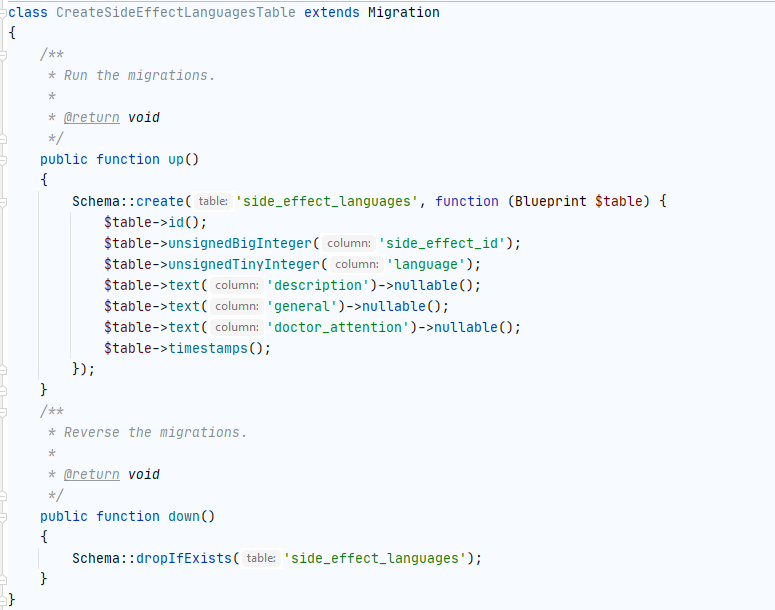 class CreateSideEffectLanguagesTable extends Migration
{
    /**
     * Run the migrations.
     *
     * @return void
     */
    public function up()
    {
        Schema::create( table: 'side_effect_languages', function (Blueprint $table) {
            $table->id();
            $table->unsignedBigInteger( column: 'side_effect_id');
            $table->unsignedTinyInteger( column: 'language');
            $table->text( column: 'description')->nullable();
            $table->text( column: 'general')->nullable();
            $table->text( column: 'doctor_attention')->nullable();
            $table->timestamps();
        });
    }
    /**
     * Reverse the migrations.
     *
     * @return void
     */
    public function down()
    {
        Schema::dropIfExists( table: 'side_effect_languages');
    }
}